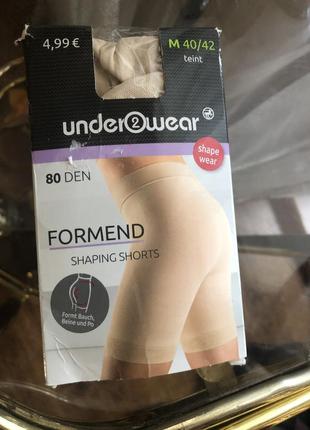 4,99 €
M 40/42
teint
under2wear
shape
wear
80 DEN
FORMEND
SHAPING SHORTS
Formt Bauch,
Beine und Po